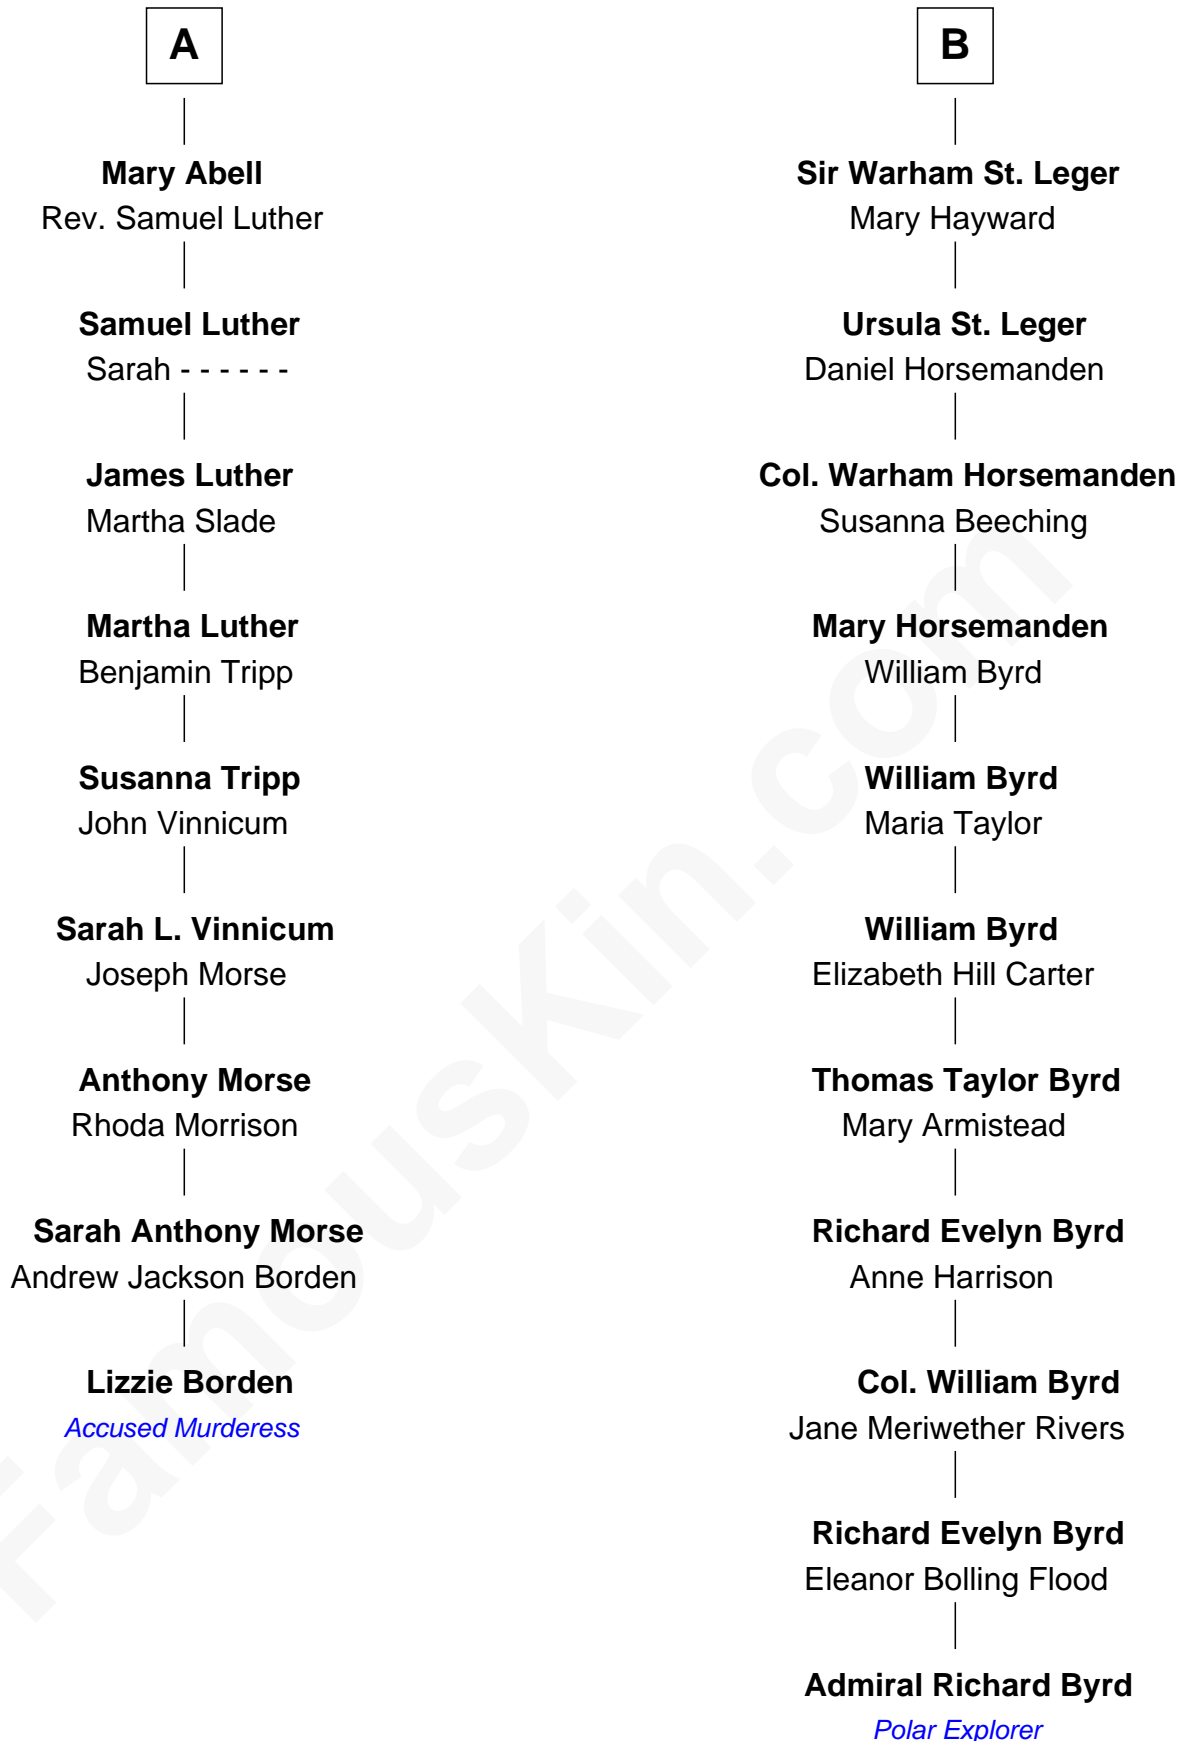 A
Mary Abell
Rev. Samuel Luther
Samuel Luther
Sarah - - - - - -
James Luther
Martha Slade
Martha Luther
Benjamin Tripp
Susanna Tripp
John Vinnicum
Sarah L. Vinnicum
Joseph Morse
Anthony Morse
Rhoda Morrison
Sarah Anthony Morse
Andrew Jackson Borden
Lizzie Borden
Accused Murderess
B
Sir Warham St. Leger
Mary Hayward
Ursula St. Leger
Daniel Horsemanden
Col. Warham Horsemanden
Susanna Beeching
Mary Horsemanden
William Byrd
William Byrd
Maria Taylor
William Byrd
Elizabeth Hill Carter
Thomas Taylor Byrd
Mary Armistead
Richard Evelyn Byrd
Anne Harrison
Col. William Byrd
Jane Meriwether Rivers
Richard Evelyn Byrd
Eleanor Bolling Flood
Admiral Richard Byrd
Polar Explorer
FamousKin.com